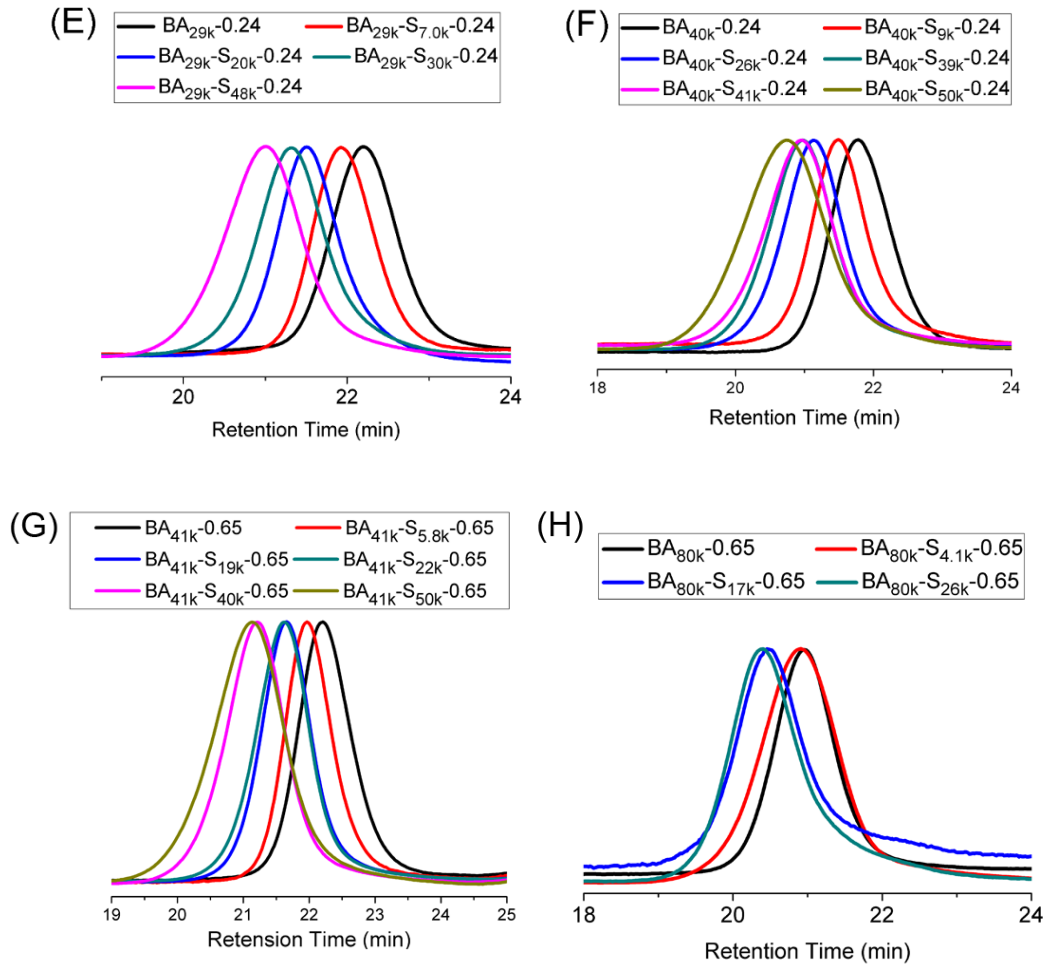 (E)
BA29k-0.24 BA29k-S7.0k-0.24
BA29k-S20k-0.24 BA29k-S30k-0.24
BA29k-S48k-0.24
20 22 24
Retention Time (min)
(F)
BA40k-0.24 BA40k-S9k-0.24
BA40k-S26k-0.24 BA40k-S39k-0.24
BA40k-S41k-0.24 BA40k-S50k-0.24
18 20 22 24
Retention Time (min)
(G)
BA41k-0.65 BA41k-S5.8k-0.65
BA41k-S19k-0.65 BA41k-S22k-0.65
BA41k-S40k-0.65 BA41k-S50k-0.65
19 20 21 22 23 24 25
Retension Time (min)
(H)
BA80k-0.65 BA80k-S4.1k-0.65
BA80k-S17k-0.65 BA80k-S26k-0.65
18 20 22 24
Retention Time (min)